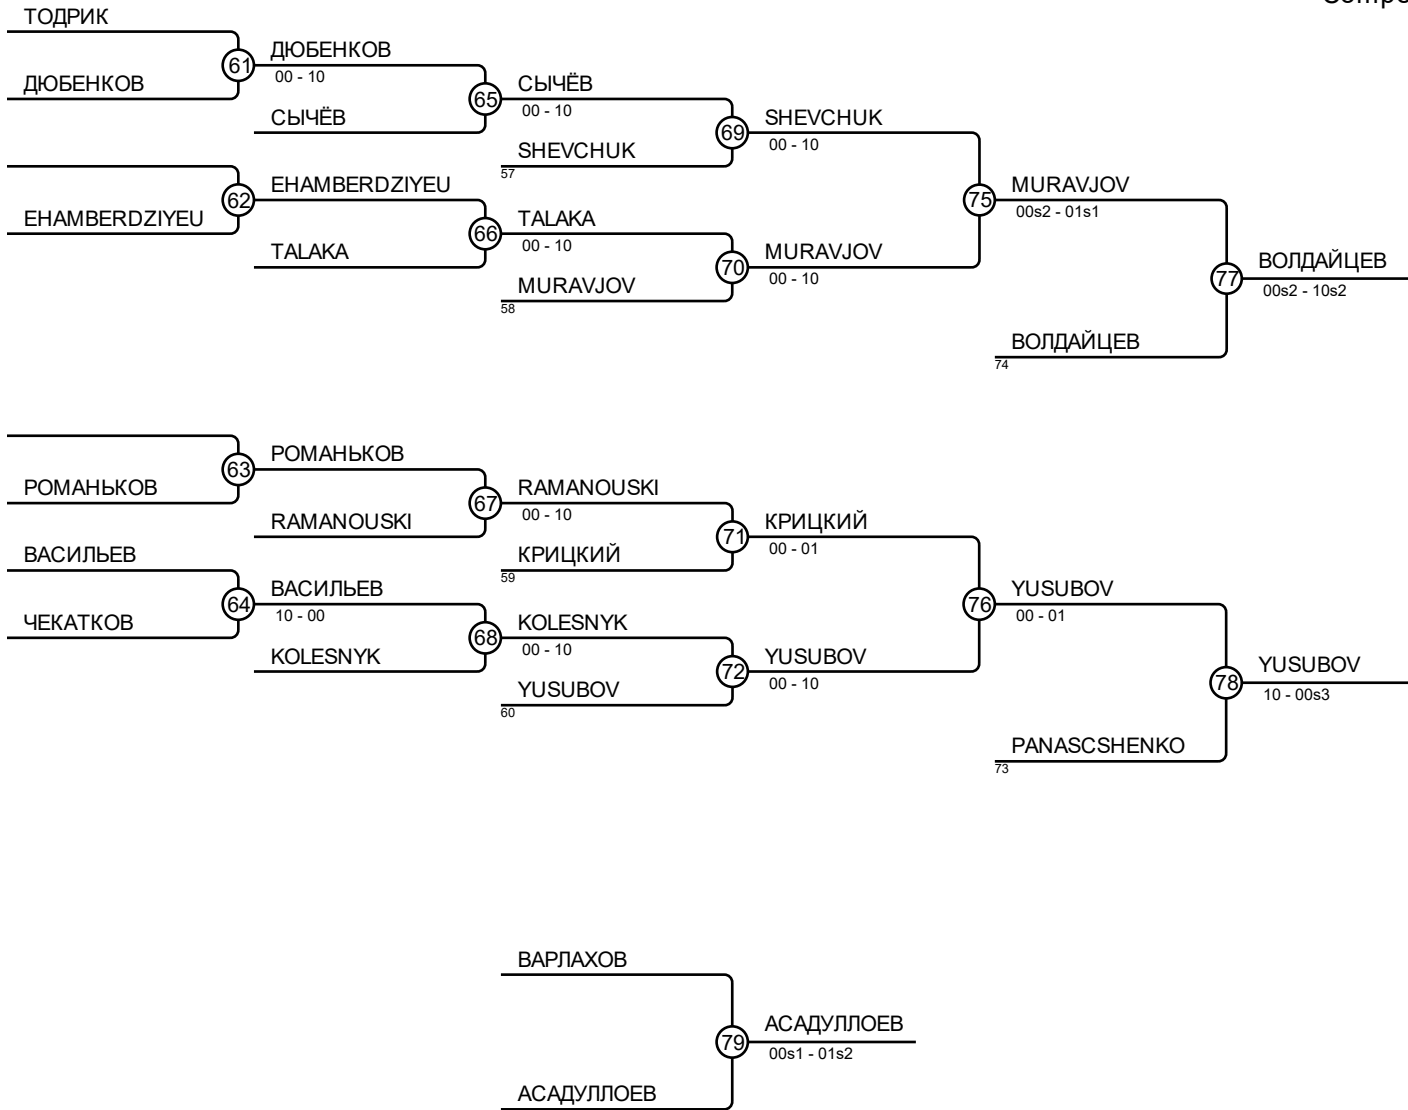 ТОДРИК
61
ДЮБЕНКОВ
00 - 10
ДЮБЕНКОВ
65
СЫЧЁВ
00 - 10
СЫЧЁВ
69
SHEVCHUK
00 - 10
SHEVCHUK
57
62
EHAMBERDZIYEU
75
MURAVJOV
00s2 - 01s1
EHAMBERDZIYEU
66
TALAKA
00 - 10
TALAKA
70
MURAVJOV
00 - 10
77
ВОЛДАЙЦЕВ
00s2 - 10s2
MURAVJOV
58
ВОЛДАЙЦЕВ
74
63
РОМАНЬКОВ
РОМАНЬКОВ
67
RAMANOUSKI
00 - 10
RAMANOUSKI
71
КРИЦКИЙ
00 - 01
ВАСИЛЬЕВ
КРИЦКИЙ
59
64
ВАСИЛЬЕВ
10 - 00
76
YUSUBOV
00 - 01
ЧЕКАТКОВ
68
KOLESNYK
00 - 10
KOLESNYK
72
YUSUBOV
00 - 10
78
YUSUBOV
10 - 00s3
YUSUBOV
60
PANASCSHENKO
73
ВАРЛАХОВ
79
АСАДУЛЛОЕВ
00s1 - 01s2
АСАДУЛЛОЕВ